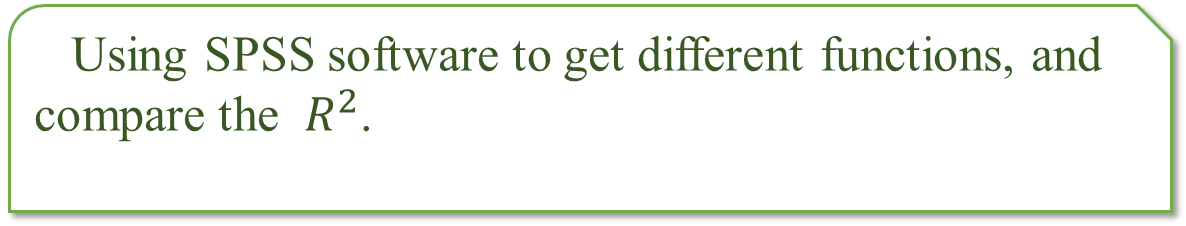 Using SPSS software to get different functions, and
compare the R².